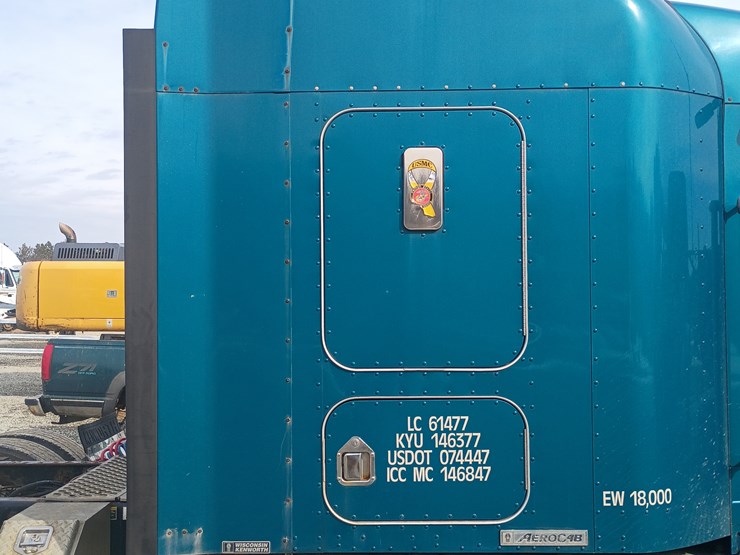 USMC
LC 61477
KYU 146377
USDOT 074447
ICC MC 146847
EW 18,000
Z71
WISCONSIN
KENWORTH
AEROCAB